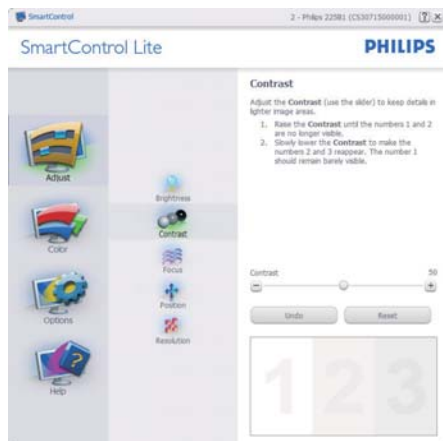 SmartControl
2 - Philips 225B1 (CS30715000001)
SmartControl Lite
PHILIPS
Adjust
Color
Options
Help
Brightness
Contrast
Focus
Position
Resolution
Contrast
Adjust the Contrast (use the slider) to keep details in
lighter image areas.
1. Raise the Contrast until the numbers 1 and 2
are no longer visible.
2. Slowly lower the Contrast to make the
numbers 2 and 3 reappear. The number 1
should remain barely visible.
Contrast 50
Undo Reset
1 2 3